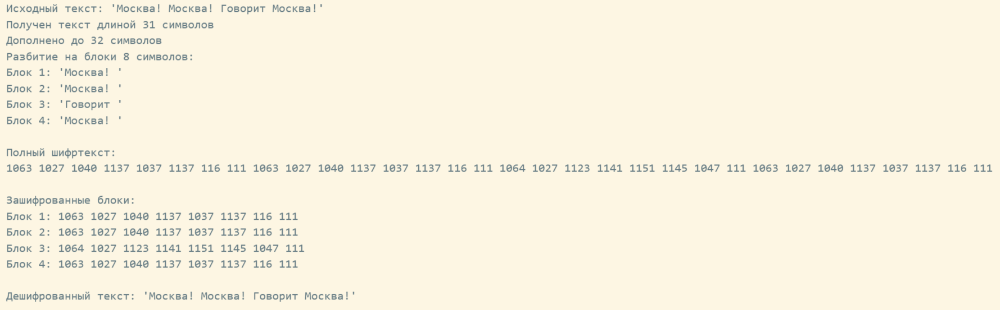 Исходный текст: 'Москва! Москва! Говорит Москва!'
Получен текст длиной 31 символов
Дополнено до 32 символов
Разбитие на блоки 8 символов:
Блок 1: 'Москва! '
Блок 2: 'Москва! '
Блок 3: 'Говорит '
Блок 4: 'Москва! '
Полный шифртекст:
1063 1027 1040 1137 1037 1137 116 111 1063 1027 1040 1137 1037 1137 116 111 1064 1027 1123 1141 1151 1145 1047 111 1063 1027 1040 1137 1037 1137 116 111
Зашифрованные блоки:
Блок 1: 1063 1027 1040 1137 1037 1137 116 111
Блок 2: 1063 1027 1040 1137 1037 1137 116 111
Блок 3: 1064 1027 1123 1141 1151 1145 1047 111
Блок 4: 1063 1027 1040 1137 1037 1137 116 111
Дешифрованный текст: 'Москва! Москва! Говорит Москва!'